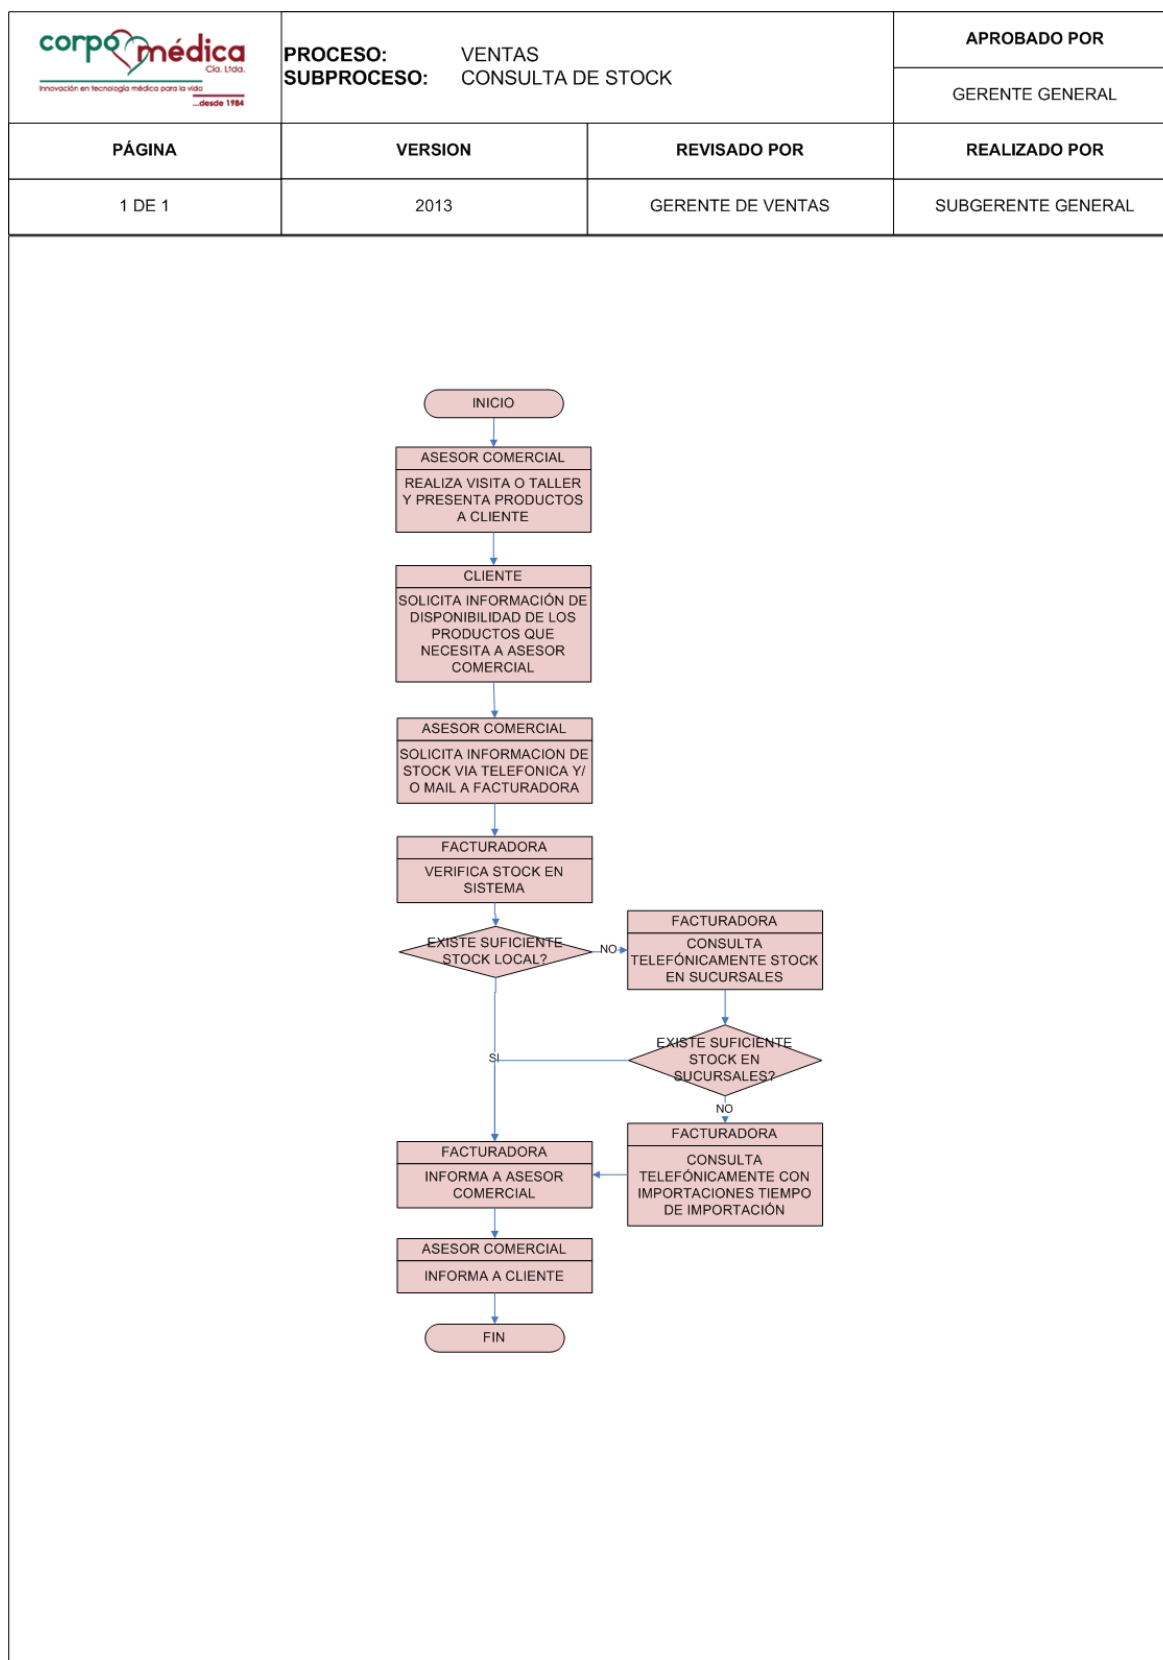 corpomédica
Cía. Ltda.
Innovación en tecnología médica para la vida
...desde 1984
PROCESO: VENTAS
SUBPROCESO: CONSULTA DE STOCK
APROBADO POR
GERENTE GENERAL
PÁGINA
VERSION
REVISADO POR
REALIZADO POR
1 DE 1
2013
GERENTE DE VENTAS
SUBGERENTE GENERAL
INICIO
ASESOR COMERCIAL
REALIZA VISITA O TALLER
Y PRESENTA PRODUCTOS
A CLIENTE
CLIENTE
SOLICITA INFORMACIÓN DE
DISPONIBILIDAD DE LOS
PRODUCTOS QUE
NECESITA A ASESOR
COMERCIAL
ASESOR COMERCIAL
SOLICITA INFORMACION DE
STOCK VIA TELEFONICA Y/
O MAIL A FACTURADORA
FACTURADORA
VERIFICA STOCK EN
SISTEMA
EXISTE SUFICIENTE
STOCK LOCAL?
NO
FACTURADORA
CONSULTA
TELEFÓNICAMENTE STOCK
EN SUCURSALES
EXISTE SUFICIENTE
STOCK EN
SUCURSALES?
SI
NO
FACTURADORA
CONSULTA
TELEFÓNICAMENTE CON
IMPORTACIONES TIEMPO
DE IMPORTACIÓN
FACTURADORA
INFORMA A ASESOR
COMERCIAL
ASESOR COMERCIAL
INFORMA A CLIENTE
FIN